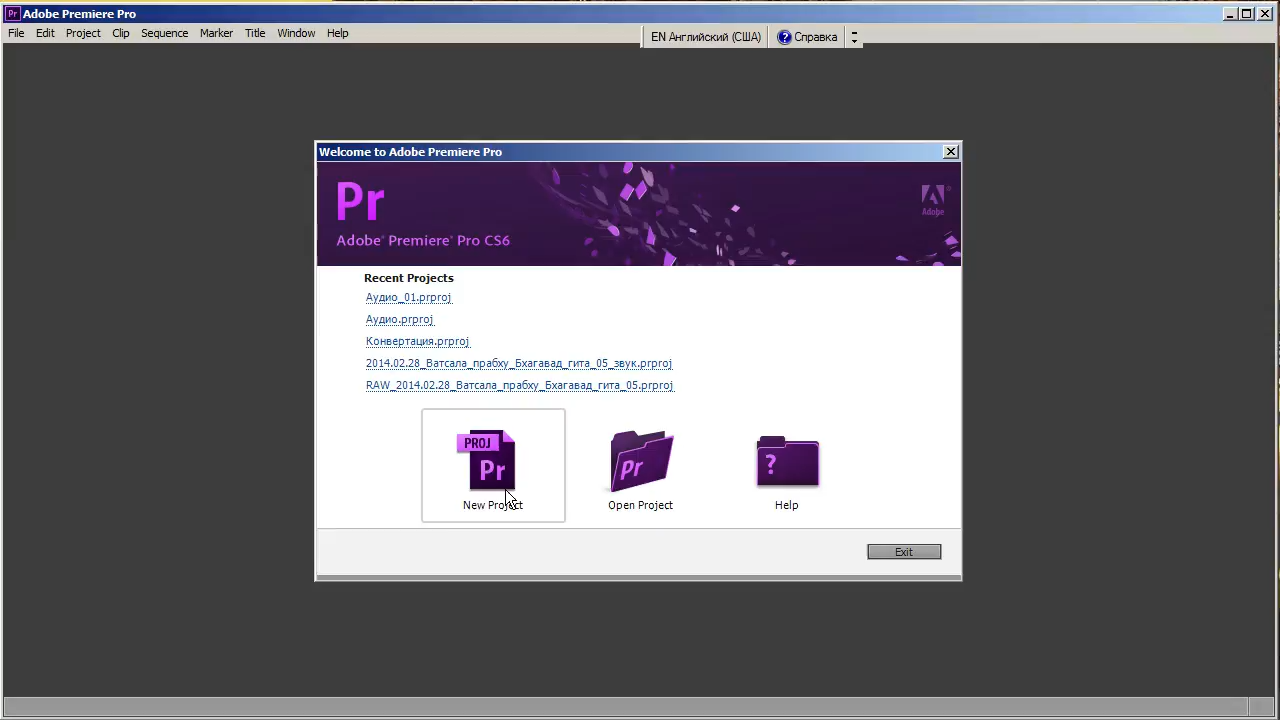 Adobe Premiere Pro
File Edit Project Clip Sequence Marker Title Window Help
EN Английский (США) Справка
Welcome to Adobe Premiere Pro
Pr
Adobe
Adobe® Premiere® Pro CS6
Recent Projects
Аудио_01.prproj
Аудио.prproj
Конвертация.prproj
2014.02.28_Ватсала_прабху_Бхагавад_гита_05_звук.prproj
RAW_2014.02.28_Ватсала_прабху_Бхагавад_гита_05.prproj
PROJ
Pr
Pr
?
New Project
Open Project
Help
Exit